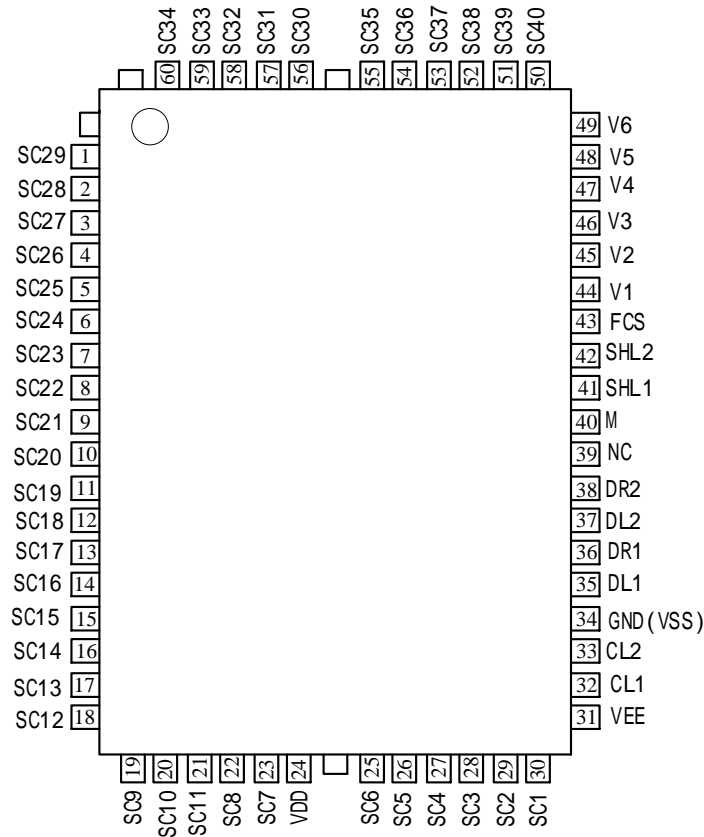 SC34 SC33 SC32 SC31 SC30 SC35 SC36 SC37 SC38 SC39 SC40
60 59 58 57 56 55 54 53 52 51 50
49 V6
SC29 1 48 V5
SC28 2 47 V4
SC27 3 46 V3
SC26 4 45 V2
SC25 5 44 V1
SC24 6 43 FCS
SC23 7 42 SHL2
SC22 8 41 SHL1
SC21 9 40 M
SC20 10 39 NC
SC19 11 38 DR2
SC18 12 37 DL2
SC17 13 36 DR1
SC16 14 35 DL1
SC15 15 34 GND(VSS)
SC14 16 33 CL2
SC13 17 32 CL1
SC12 18 31 VEE
19 20 21 22 23 24 25 26 27 28 29 30
SC9 SC10 SC11 SC8 SC7 VDD SC6 SC5 SC4 SC3 SC2 SC1